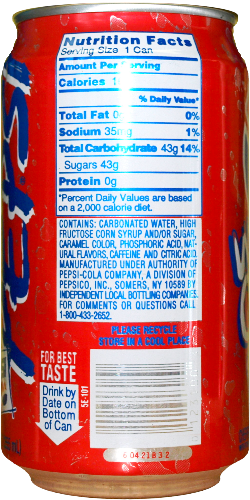 Nutrition Facts
Serving Size 1 Can
Amount Per Serving
Calories 1
% Daily Value*
Total Fat 0g 0%
Sodium 35mg 1%
Total Carbohydrate 43g 14%
Sugars 43g
Protein 0g
*Percent Daily Values are based
on a 2,000 calorie diet.
CONTAINS: CARBONATED WATER, HIGH
FRUCTOSE CORN SYRUP AND/OR SUGAR,
CARAMEL COLOR, PHOSPHORIC ACID, NAT-
URAL FLAVORS, CAFFEINE AND CITRIC ACID.
MANUFACTURED UNDER AUTHORITY OF
PEPSI-COLA COMPANY, A DIVISION OF
PEPSICO, INC., SOMERS, NY 10589 BY
INDEPENDENT LOCAL BOTTLING COMPANIES.
FOR COMMENTS OR QUESTIONS CALL
1-800-433-2652.
PLEASE RECYCLE
STORE IN A COOL PLACE
FOR BEST
TASTE
Drink by
Date on
Bottom
of Can
5E 101
60421832